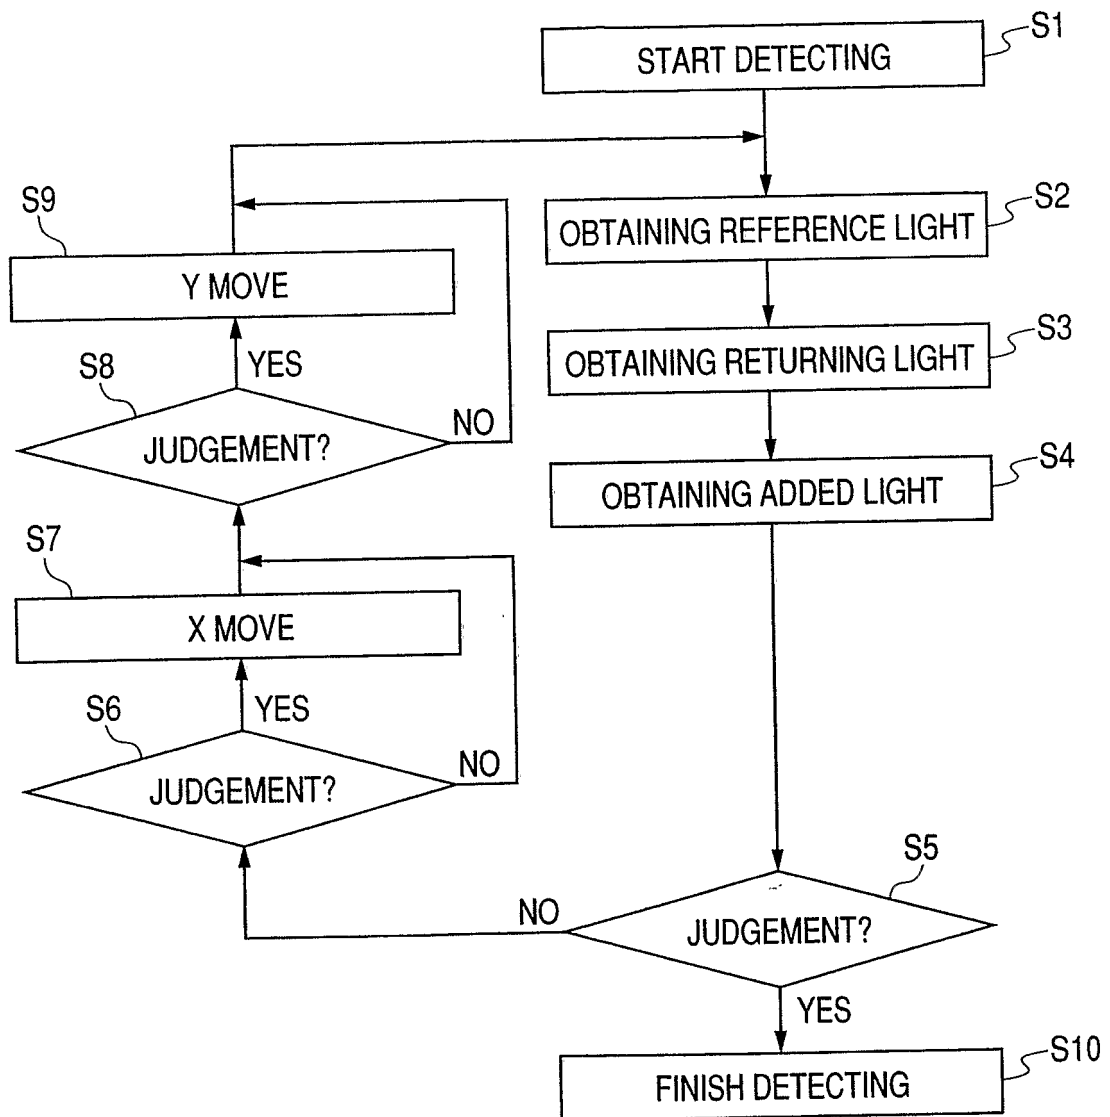 S1
START DETECTING
S2
OBTAINING REFERENCE LIGHT
S3
OBTAINING RETURNING LIGHT
S4
OBTAINING ADDED LIGHT
S5
JUDGEMENT?
NO
YES
S6
JUDGEMENT?
YES
NO
S7
X MOVE
S8
JUDGEMENT?
YES
NO
S9
Y MOVE
S10
FINISH DETECTING